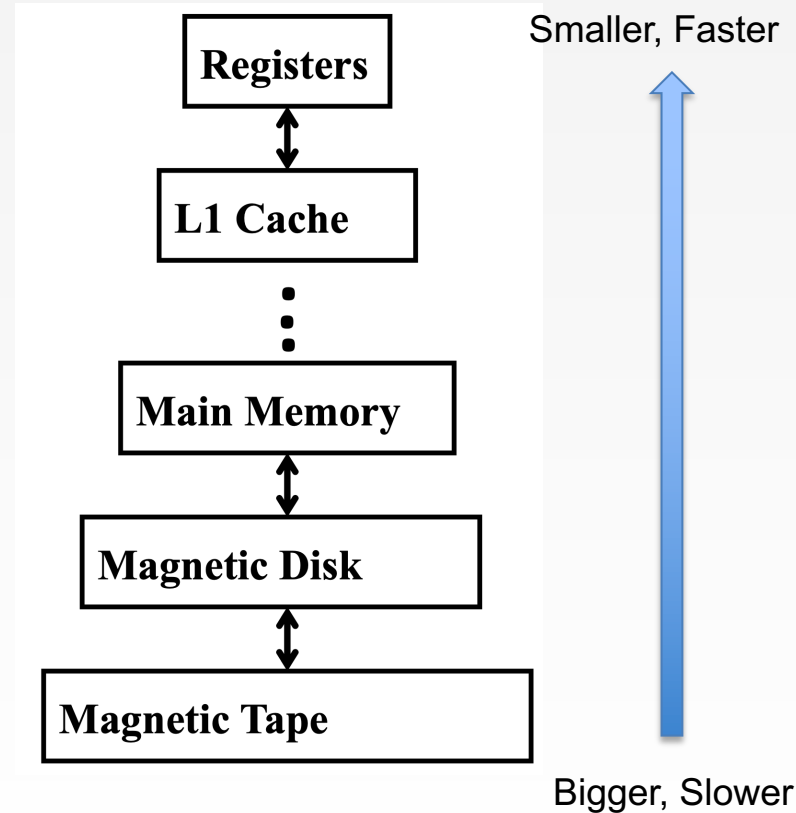 Smaller, Faster
Registers
L1 Cache
Main Memory
Magnetic Disk
Magnetic Tape
Bigger, Slower